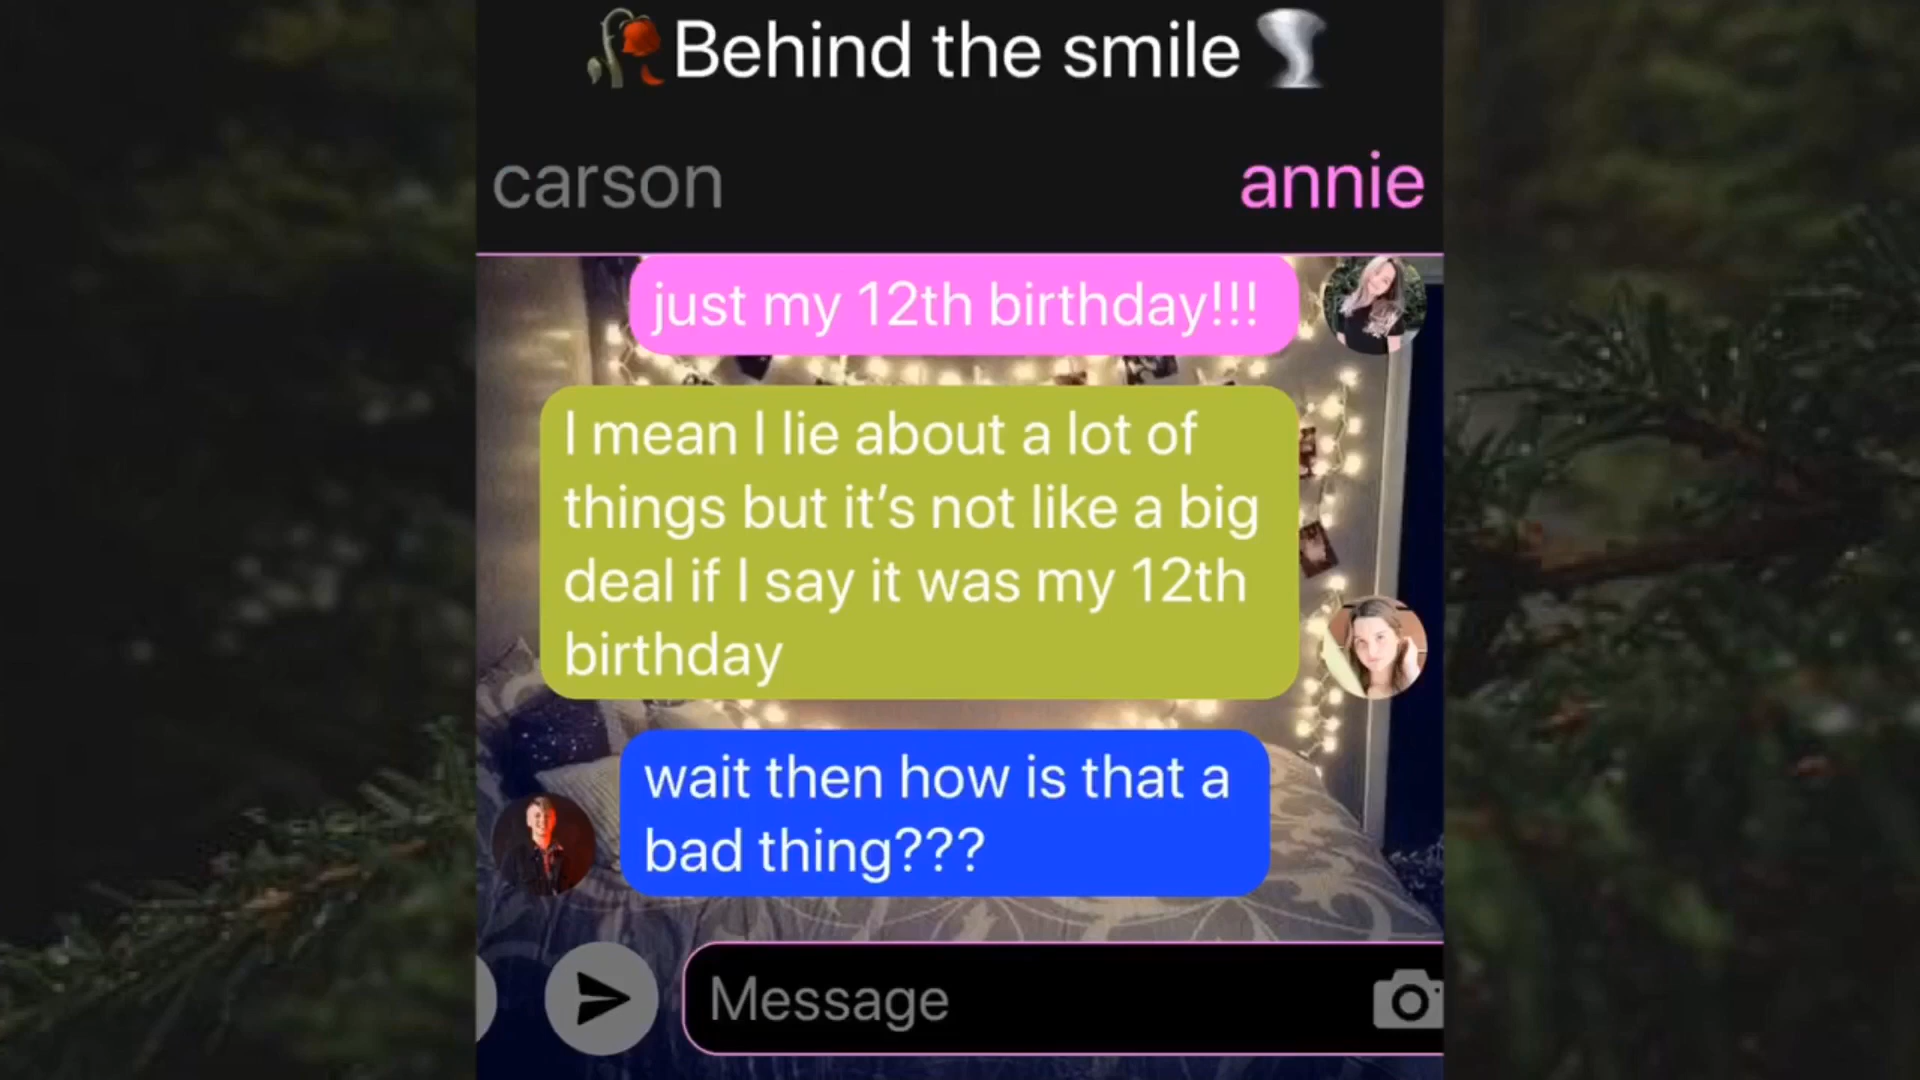 🥀Behind the smile🌪
carson
annie
just my 12th birthday!!!
I mean I lie about a lot of
things but it’s not like a big
deal if I say it was my 12th
birthday
wait then how is that a
bad thing???
Message